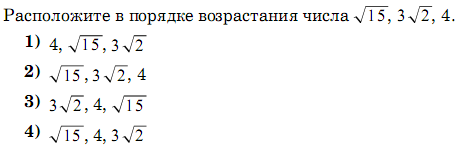 Расположите в порядке возрастания числа √15, 3√2, 4.
1) 4, √15, 3√2
2) √15, 3√2, 4
3) 3√2, 4, √15
4) √15, 4, 3√2